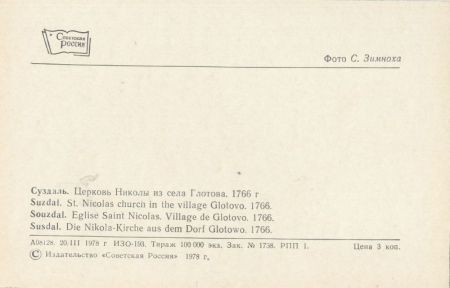 Советская
Россия
Фото С. Зимноха
Суздаль. Церковь Николы из села Глотова. 1766 г
Suzdal. St. Nicolas church in the village Glotovo. 1766.
Souzdal. Eglise Saint Nicolas. Village de Glotovo. 1766.
Susdal. Die Nikola-Kirche aus dem Dorf Glotowo. 1766.
А08128. 20.III 1978 г ИЗО-193. Тираж 100 000 экз. Зак. № 1738. РПП 1. Цена 3 коп.
© Издательство «Советская Россия» 1978 г.